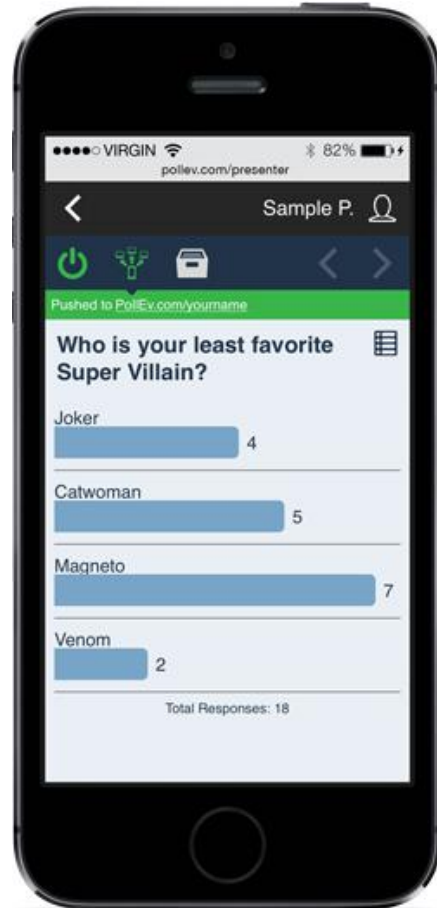 VIRGIN 82%
pollev.com/presenter
Sample P.
Pushed to PollEv.com/yourname
Who is your least favorite
Super Villain?
Joker
4
Catwoman
5
Magneto
7
Venom
2
Total Responses: 18